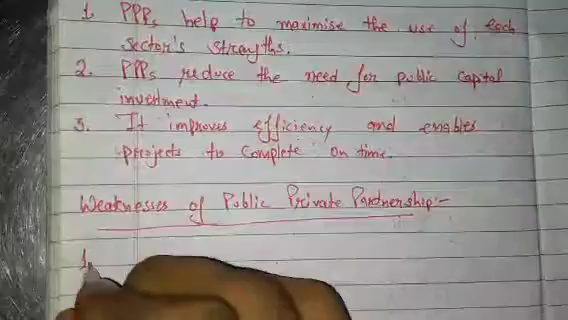 1. PPPs help to maximise the use of each
sector's strengths.
2. PPPs reduce the need for public capital
investment.
3. It improves efficiency and enables
projects to complete on time.
Weaknesses of Public Private Partnership:-
1.